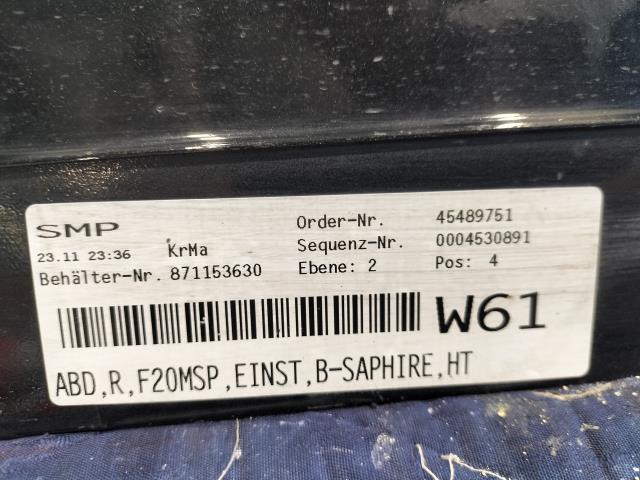 SMP
23.11 23:36 KrMa
Behälter-Nr. 871153630
Order-Nr. 45489751
Sequenz-Nr. 0004530891
Ebene: 2 Pos: 4
W61
ABD,R,F20MSP,EINST,B-SAPHIRE,HT